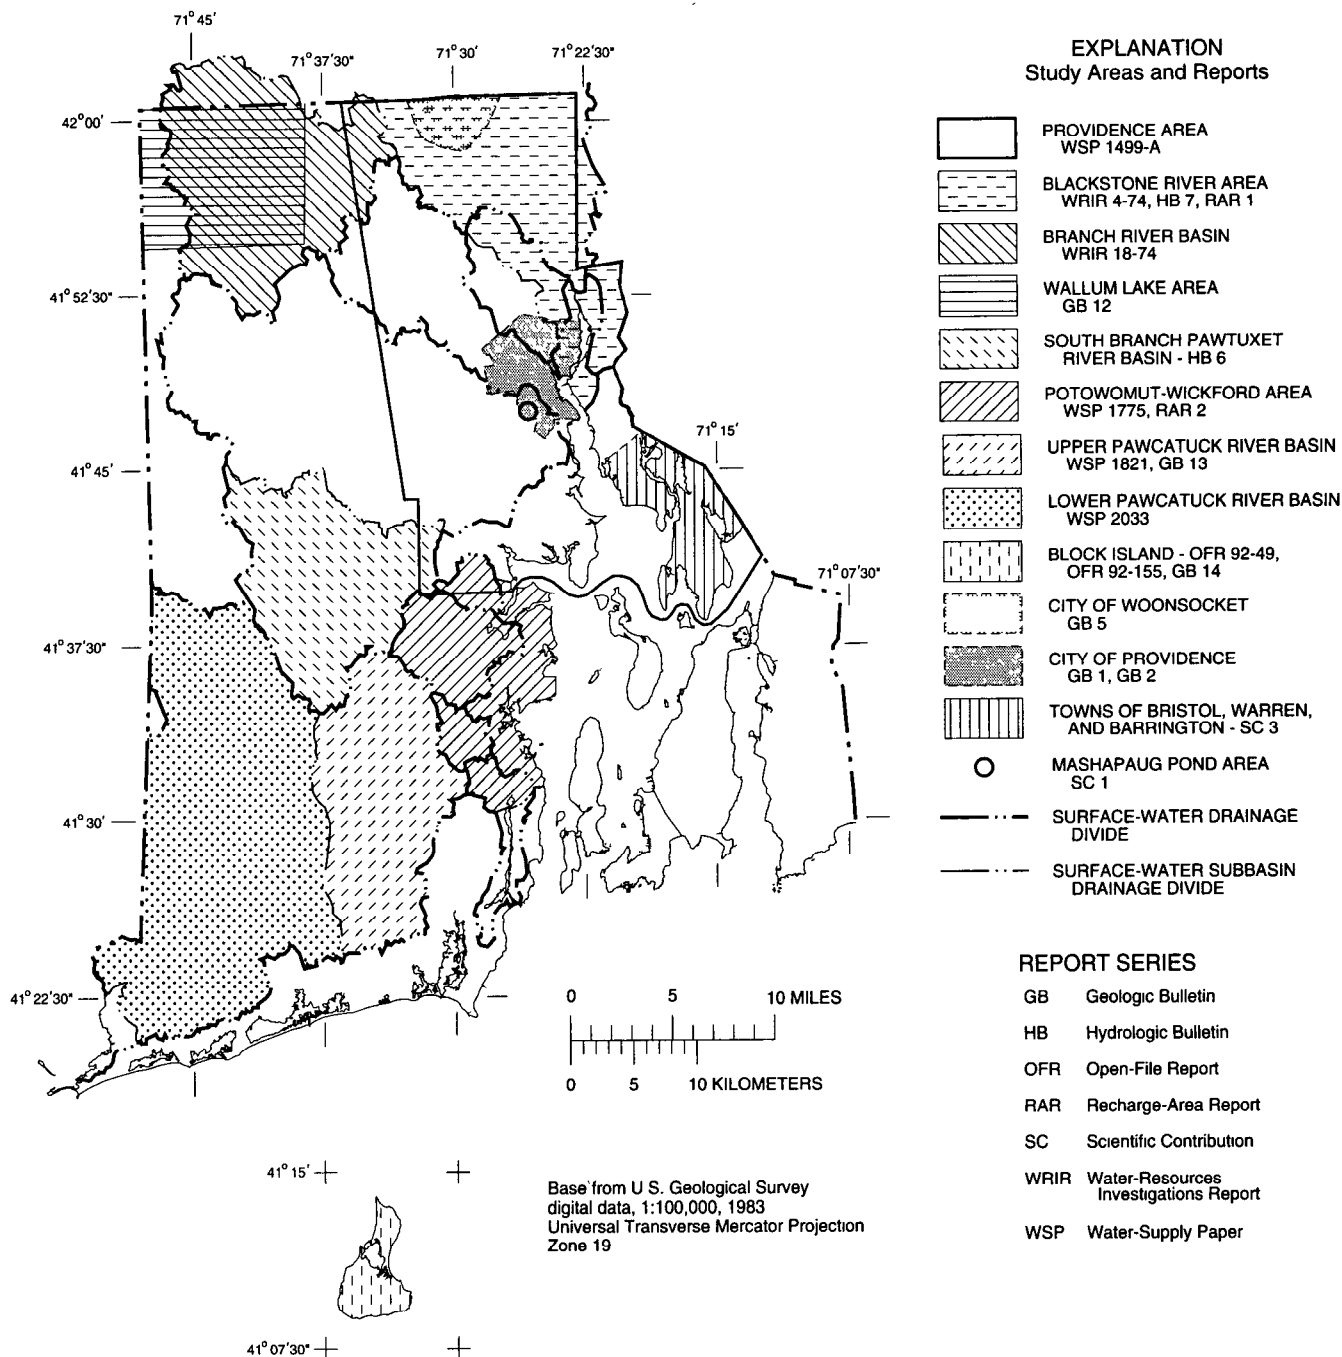 71°45'
71°37'30"
71°30'
71°22'30"
42°00'
41°52'30"
41°45'
71°15'
71°07'30"
41°37'30"
41°30'
41°22'30"
41°15'
41°07'30"
0 5 10 MILES
0 5 10 KILOMETERS
Base from U S. Geological Survey
digital data, 1:100,000, 1983
Universal Transverse Mercator Projection
Zone 19
EXPLANATION
Study Areas and Reports
PROVIDENCE AREA
WSP 1499-A
BLACKSTONE RIVER AREA
WRIR 4-74, HB 7, RAR 1
BRANCH RIVER BASIN
WRIR 18-74
WALLUM LAKE AREA
GB 12
SOUTH BRANCH PAWTUXET
RIVER BASIN - HB 6
POTOWOMUT-WICKFORD AREA
WSP 1775, RAR 2
UPPER PAWCATUCK RIVER BASIN
WSP 1821, GB 13
LOWER PAWCATUCK RIVER BASIN
WSP 2033
BLOCK ISLAND - OFR 92-49,
OFR 92-155, GB 14
CITY OF WOONSOCKET
GB 5
CITY OF PROVIDENCE
GB 1, GB 2
TOWNS OF BRISTOL, WARREN,
AND BARRINGTON - SC 3
MASHAPAUG POND AREA
SC 1
SURFACE-WATER DRAINAGE
DIVIDE
SURFACE-WATER SUBBASIN
DRAINAGE DIVIDE
REPORT SERIES
GB Geologic Bulletin
HB Hydrologic Bulletin
OFR Open-File Report
RAR Recharge-Area Report
SC Scientific Contribution
WRIR Water-Resources
Investigations Report
WSP Water-Supply Paper